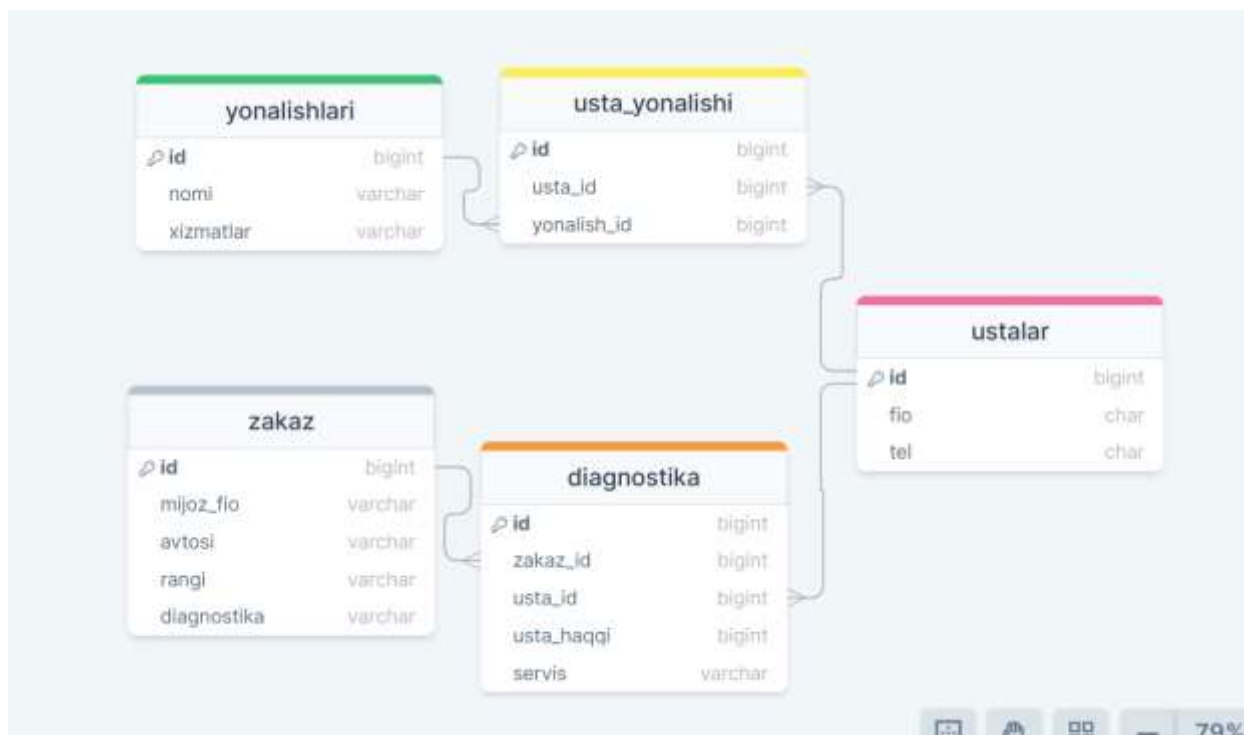 yonalishlari
id bigint
nomi varchar
xizmatlar varchar
usta_yonalishi
id bigint
usta_id bigint
yonalish_id bigint
ustalar
id bigint
fio char
tel char
zakaz
id bigint
mijoz_fio varchar
avtosi varchar
rangi varchar
diagnostika varchar
diagnostika
id bigint
zakaz_id bigint
usta_id bigint
usta_haqqi bigint
servis varchar
79%